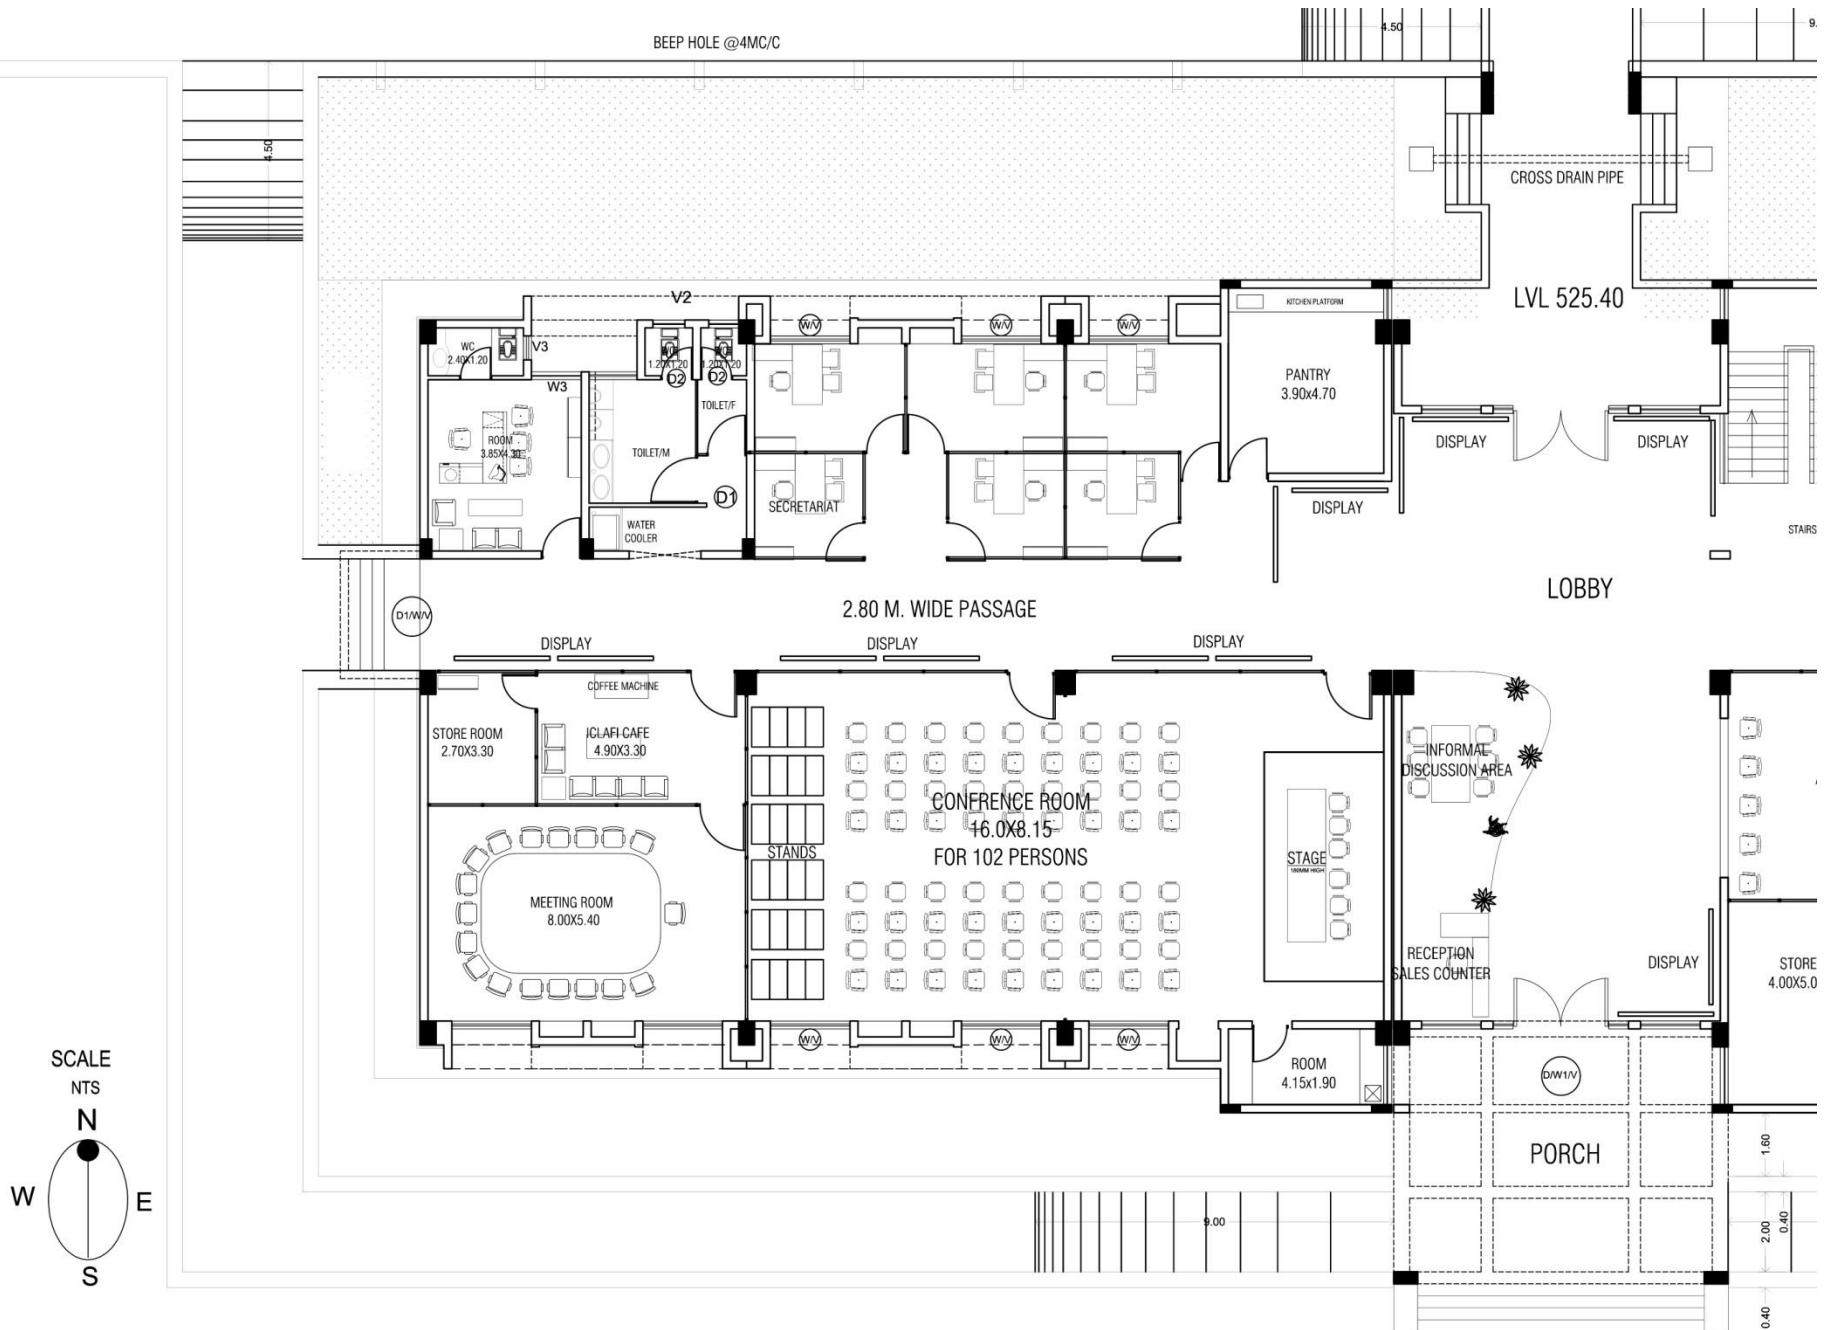 4.50
9.
BEEP HOLE @4MC/C
4.50
CROSS DRAIN PIPE
LVL 525.40
V2
KITCHEN PLATFORM
W/V
W/V
W/V
WC
2.40X1.20
V3
1.20X1.20
1.20X1.20
D2
D2
W3
PANTRY
3.90x4.70
TOILET/F
DISPLAY
DISPLAY
ROOM
3.85X4.30
TOILET/M
D1
SECRETARIAT
DISPLAY
WATER
COOLER
STAIRS
LOBBY
D1/W/V
2.80 M. WIDE PASSAGE
DISPLAY
DISPLAY
DISPLAY
COFFEE MACHINE
STORE ROOM
2.70X3.30
ICLAFI CAFE
4.90X3.30
INFORMAL
DISCUSSION AREA
CONFRENCE ROOM
16.0X8.15
FOR 102 PERSONS
STANDS
STAGE
MEETING ROOM
8.00X5.40
RECEPTION
SALES COUNTER
DISPLAY
STORE
4.00X5.0
W/V
W/V
W/V
ROOM
4.15x1.90
D/W1/V
SCALE
NTS
N
W
E
S
PORCH
1.60
9.00
2.00
0.40
0.40